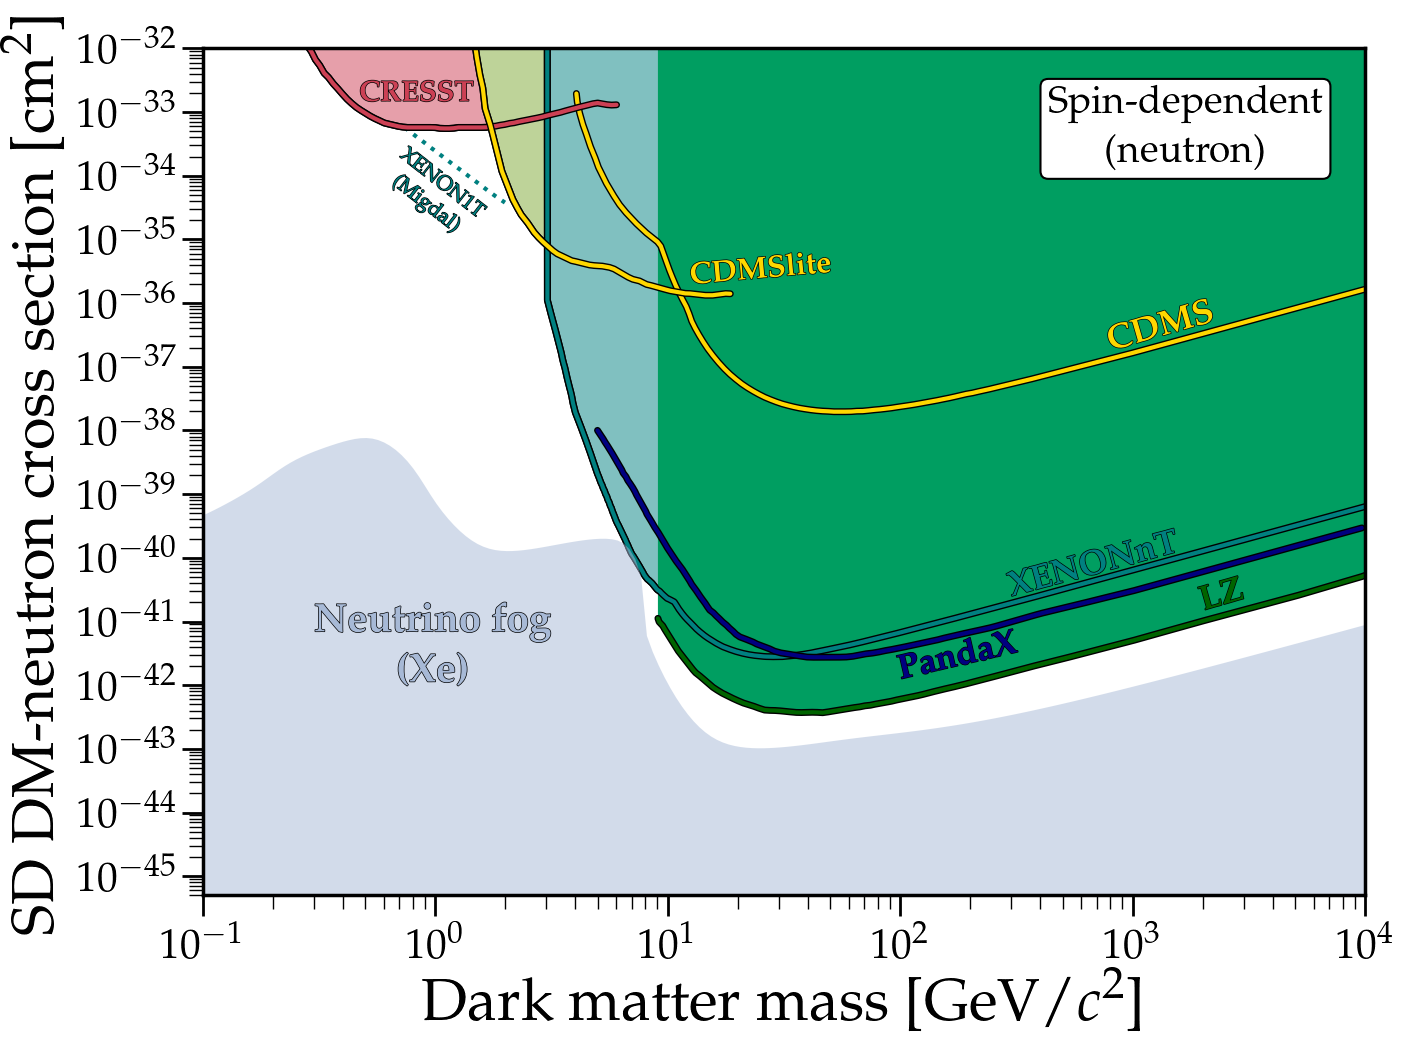 SD DM-neutron cross section [cm²]
10⁻³²
10⁻³³
10⁻³⁴
10⁻³⁵
10⁻³⁶
10⁻³⁷
10⁻³⁸
10⁻³⁹
10⁻⁴⁰
10⁻⁴¹
10⁻⁴²
10⁻⁴³
10⁻⁴⁴
10⁻⁴⁵
Spin-dependent
(neutron)
CRESST
XENON1T
(Migdal)
CDMSlite
CDMS
XENONnT
LZ
PandaX
Neutrino fog
(Xe)
10⁻¹ 10⁰ 10¹ 10² 10³ 10⁴
Dark matter mass [GeV/c²]